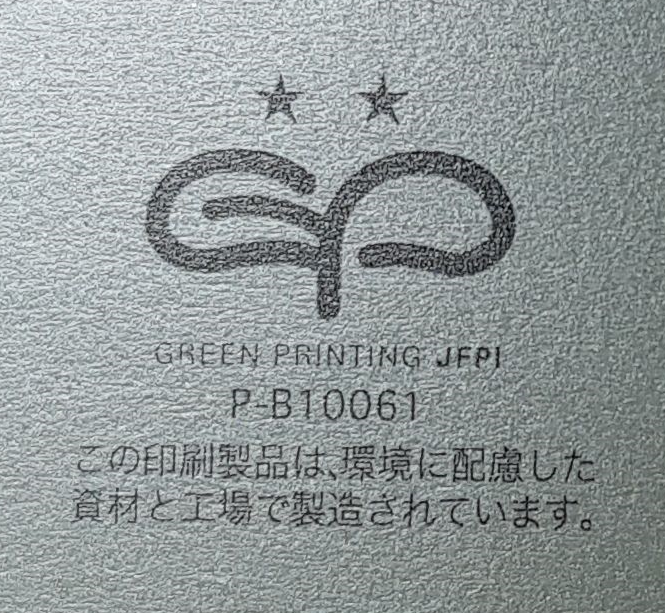 GP
GREEN PRINTING JFPI
P-B10061
この印刷製品は、環境に配慮した
資材と工場で製造されています。